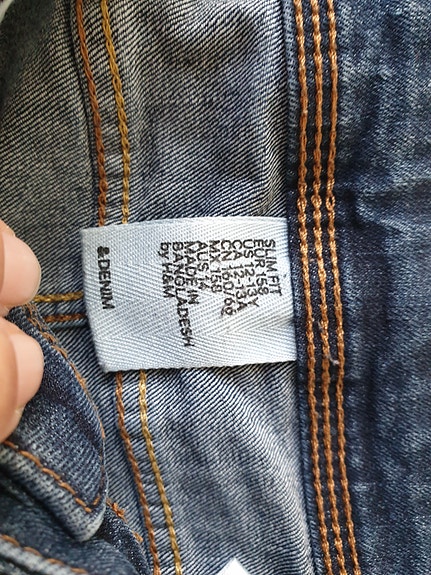 SLIM FIT
EUR 158
US 12-13Y
CA 12-13A
CN 160/66
MX 158
AUS 14
MADE IN
BANGLADESH
by H&M
&DENIM